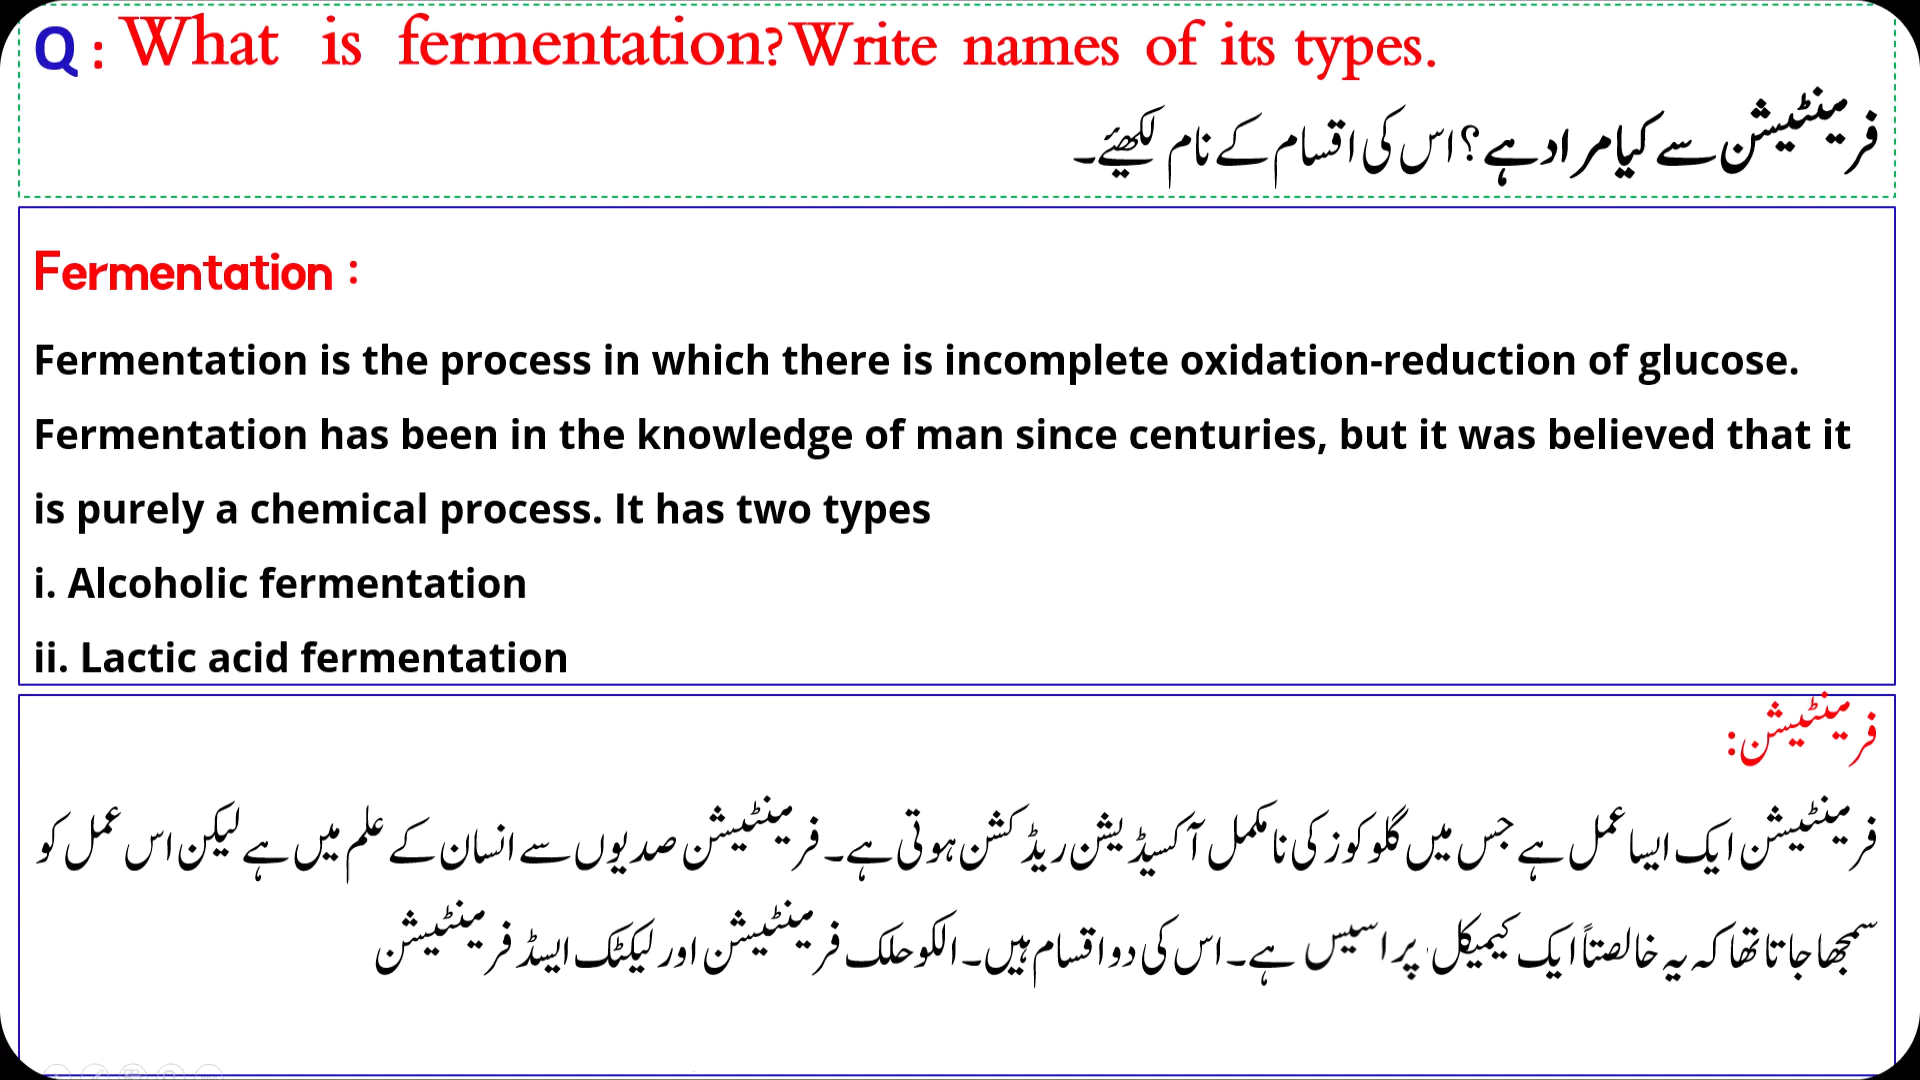 Q : What is fermentation? Write names of its types.
فرمینٹیشن سے کیا مراد ہے؟ اس کی اقسام کے نام لکھیئے۔
Fermentation :
Fermentation is the process in which there is incomplete oxidation-reduction of glucose.
Fermentation has been in the knowledge of man since centuries, but it was believed that it
is purely a chemical process. It has two types
i. Alcoholic fermentation
ii. Lactic acid fermentation
فرمینٹیشن:
فرمینٹیشن ایک ایسا عمل ہے جس میں گلوکوز کی نامکمل آکسیڈیشن ریڈکشن ہوتی ہے۔ فرمینٹیشن صدیوں سے انسان کے علم میں ہے لیکن اس عمل کو
سمجھا جاتا تھا کہ یہ خالصتاً ایک کیمیکل پراسیس ہے۔ اس کی دو اقسام ہیں۔ الکوحلک فرمینٹیشن اور لیکٹک ایسڈ فرمینٹیشن